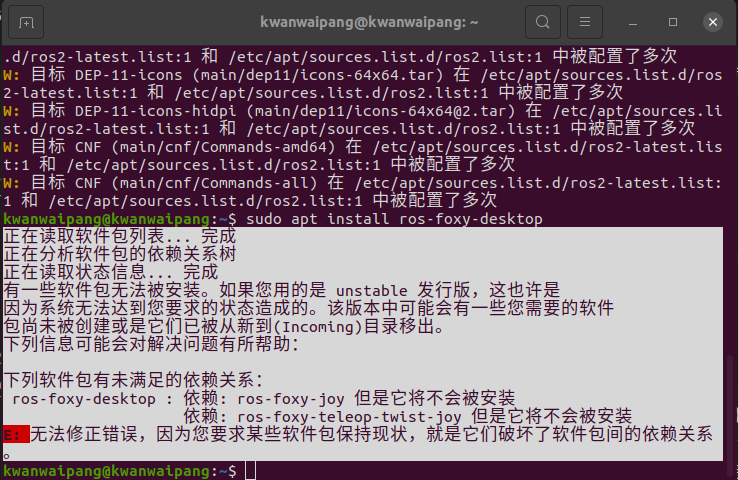 kwanwaipang@kwanwaipang: ~
.d/ros2-latest.list:1 和 /etc/apt/sources.list.d/ros2.list:1 中被配置了多次
W: 目标 DEP-11-icons (main/dep11/icons-64x64.tar) 在 /etc/apt/sources.list.d/ros
2-latest.list:1 和 /etc/apt/sources.list.d/ros2.list:1 中被配置了多次
W: 目标 DEP-11-icons-hidpi (main/dep11/icons-64x64@2.tar) 在 /etc/apt/sources.li
st.d/ros2-latest.list:1 和 /etc/apt/sources.list.d/ros2.list:1 中被配置了多次
W: 目标 CNF (main/cnf/Commands-amd64) 在 /etc/apt/sources.list.d/ros2-latest.lis
t:1 和 /etc/apt/sources.list.d/ros2.list:1 中被配置了多次
W: 目标 CNF (main/cnf/Commands-all) 在 /etc/apt/sources.list.d/ros2-latest.list:
1 和 /etc/apt/sources.list.d/ros2.list:1 中被配置了多次
kwanwaipang@kwanwaipang:~$ sudo apt install ros-foxy-desktop
正在读取软件包列表... 完成
正在分析软件包的依赖关系树
正在读取状态信息... 完成
有一些软件包无法被安装。如果您用的是 unstable 发行版，这也许是
因为系统无法达到您要求的状态造成的。该版本中可能会有一些您需要的软件
包尚未被创建或是它们已被从新到(Incoming)目录移出。
下列信息可能会对解决问题有所帮助：
下列软件包有未满足的依赖关系：
ros-foxy-desktop : 依赖: ros-foxy-joy 但是它将不会被安装
依赖: ros-foxy-teleop-twist-joy 但是它将不会被安装
E: 无法修正错误，因为您要求某些软件包保持现状，就是它们破坏了软件包间的依赖关系
。
kwanwaipang@kwanwaipang:~$